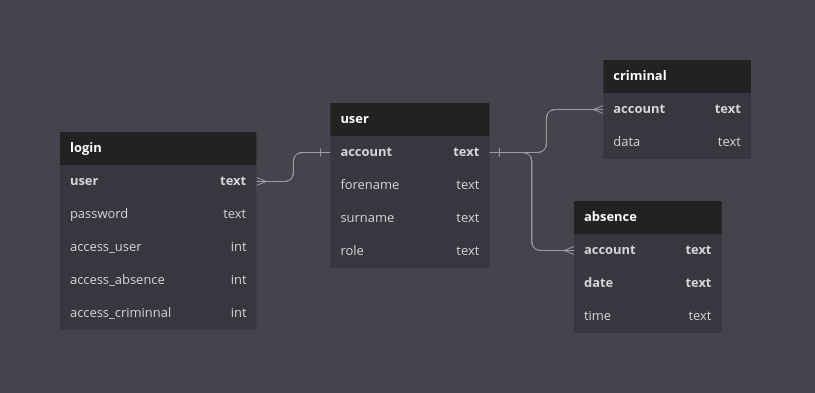 login
user text
password text
access_user int
access_absence int
access_criminnal int
user
account text
forename text
surname text
role text
criminal
account text
data text
absence
account text
date text
time text